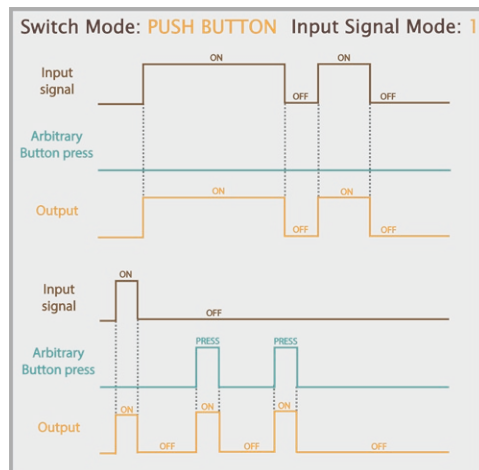 Switch Mode: PUSH BUTTON Input Signal Mode: 1
ON ON
Input
signal
OFF OFF
Arbitrary
Button press
ON ON
Output
OFF OFF
ON
Input
signal
OFF
PRESS PRESS
Arbitrary
Button press
ON ON ON
Output
OFF OFF OFF